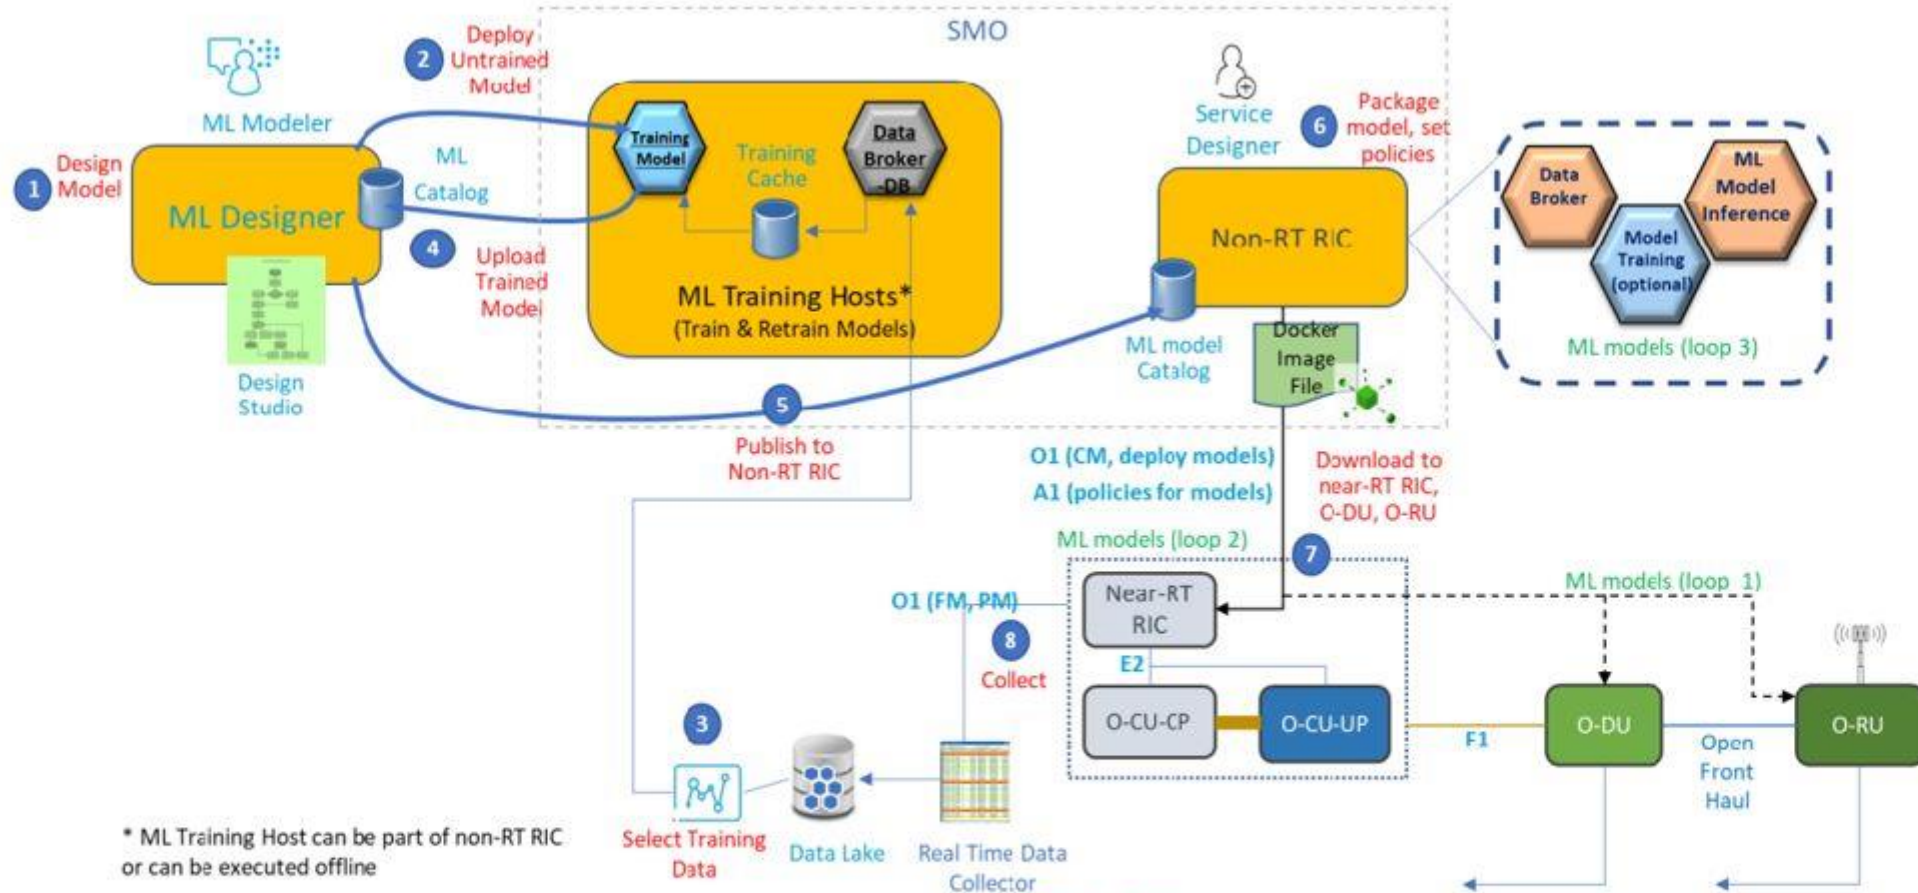 SMO
2
Deploy
Untrained
Model
ML Modeler
1
Design
Model
ML Designer
ML
Catalog
4
Upload
Trained
Model
Design
Studio
Training
Model
Training
Cache
Data
Broker
-DB
ML Training Hosts*
(Train & Retrain Models)
5
Publish to
Non-RT RIC
Service
Designer
6
Package
model, set
policies
Non-RT RIC
ML model
Catalog
Docker
Image
File
Data
Broker
ML
Model
Inference
Model
Training
(optional)
ML models (loop 3)
O1 (CM, deploy models)
A1 (policies for models)
Download to
near-RT RIC,
O-DU, O-RU
ML models (loop 2)
7
ML models (loop 1)
O1 (FM, PM)
8
Collect
Near-RT
RIC
E2
O-CU-CP
O-CU-UP
F1
O-DU
Open
Front
Haul
O-RU
3
Select Training
Data
Data Lake
Real Time Data
Collector
* ML Training Host can be part of non-RT RIC
or can be executed offline